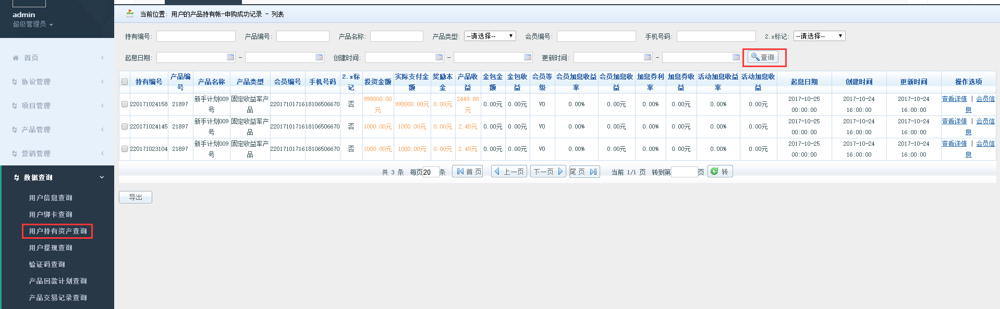 admin
超级管理员
首页
协议管理
项目管理
产品管理
营销管理
数据查询
用户信息查询
用户绑卡查询
用户持有资产查询
用户提现查询
验证码查询
产品回款计划查询
产品交易记录查询
当前位置: 用户的产品持有帐-申购成功记录 - 列表
持有编号: 产品编号: 产品名称: 产品类型: --请选择-- 会员编号: 手机号码: 2.x标记: --请选择--
起息日期: - 创建时间: - 更新时间: - 查询
持有编号 产品编号 产品名称 产品类型 会员编号 手机号码 2.x标记 投资金额 实际支付金额 奖励本金 产品收益 金包金额 金包收益 会员等级 会员加息收益率 会员加息收益 加息券利率 加息券收益 活动加息收益率 活动加息收益 起息日期 创建时间 更新时间 操作选项
220171024158 21897 新手计划009号 固定收益率产品 22017101716 18106506670 否 998000.00元 998000.00元 0.00元 2449.88元 0.00元 0.00元 V0 0.00% 0.00元 0.00% 0.00元 0.00% 0.00元 2017-10-25 00:00:00 2017-10-24 16:00:00 2017-10-24 16:00:00 查看详情 | 会员信息
220171024145 21897 新手计划009号 固定收益率产品 22017101716 18106506670 否 1000.00元 1000.00元 0.00元 2.45元 0.00元 0.00元 V0 0.00% 0.00元 0.00% 0.00元 0.00% 0.00元 2017-10-25 00:00:00 2017-10-24 16:00:00 2017-10-24 16:00:00 查看详情 | 会员信息
220171023104 21897 新手计划009号 固定收益率产品 22017101716 18106506670 否 1000.00元 1000.00元 0.00元 2.45元 0.00元 0.00元 V0 0.00% 0.00元 0.00% 0.00元 0.00% 0.00元 2017-10-25 00:00:00 2017-10-24 16:00:00 2017-10-24 16:00:00 查看详情 | 会员信息
共 3 条 每页20 条 首 页 上一页 下一页 尾 页 当前 1/1 页 转到第 页 转
导出